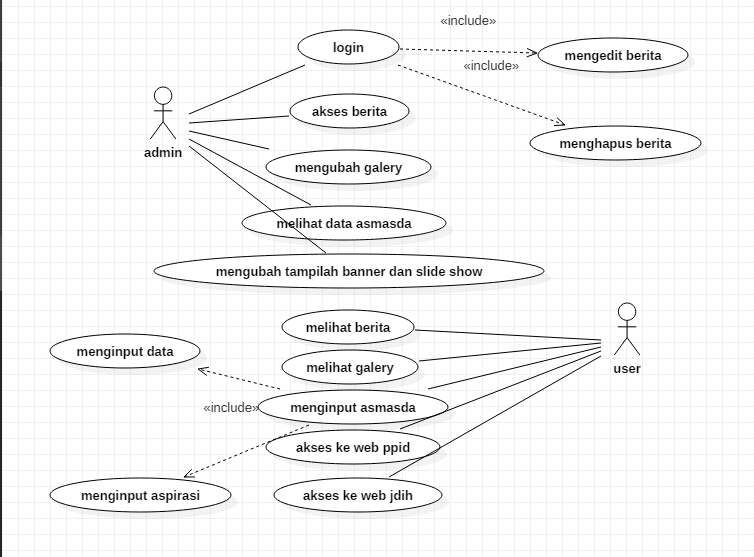 «include»
login
mengedit berita
«include»
akses berita
admin
menghapus berita
mengubah galery
melihat data asmasda
mengubah tampilah banner dan slide show
melihat berita
menginput data
melihat galery
user
«include»
menginput asmasda
akses ke web ppid
menginput aspirasi
akses ke web jdih